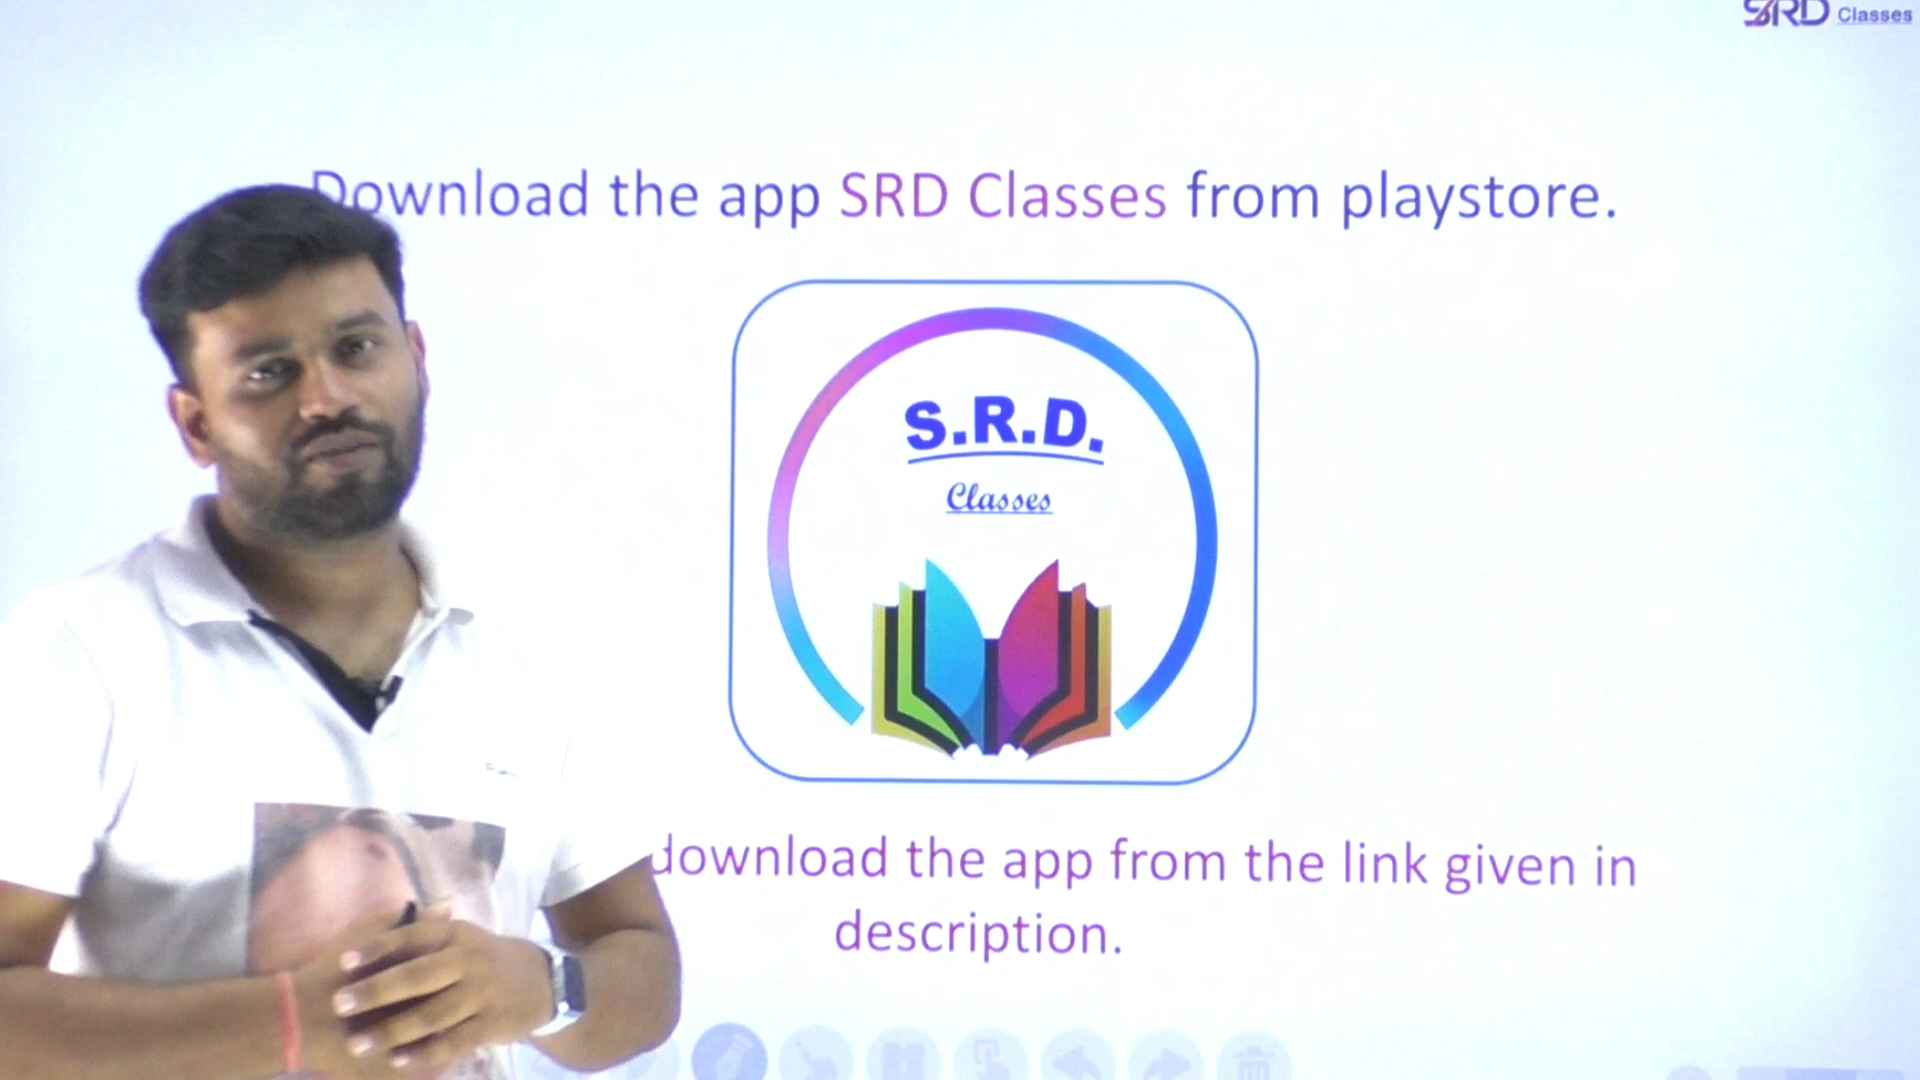 SRD Classes
Download the app SRD Classes from playstore.
S.R.D.
Classes
download the app from the link given in
description.